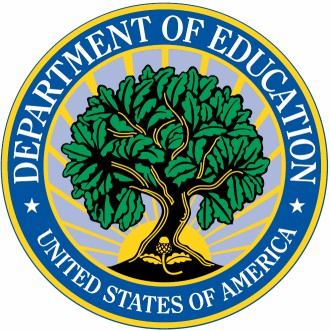 DEPARTMENT OF EDUCATION
UNITED STATES OF AMERICA